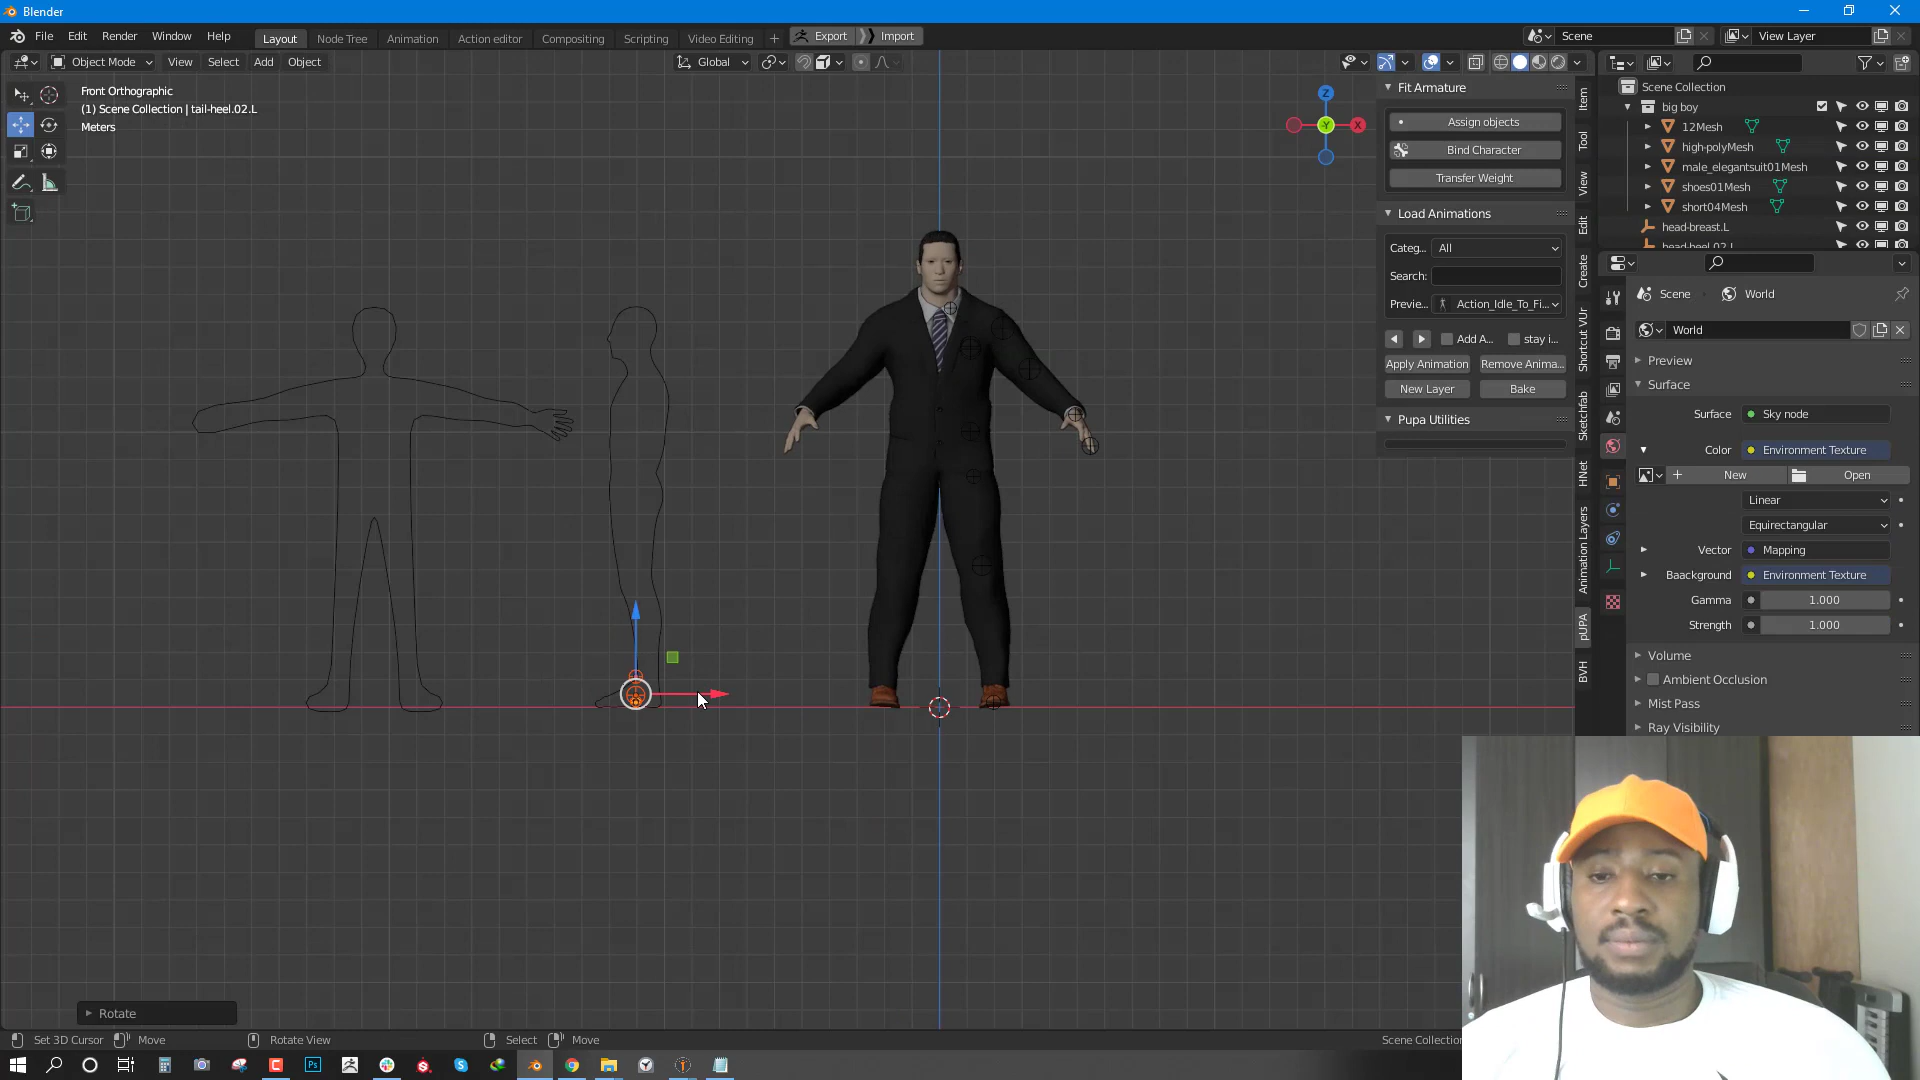 Blender
File Edit Render Window Help
Layout Node Tree Animation Action editor Compositing Scripting Video Editing + Export Import
Scene View Layer
Object Mode View Select Add Object
Global
Front Orthographic
(1) Scene Collection | tail-heel.02.L
Meters
Z
Y
X
Fit Armature
Assign objects
Bind Character
Transfer Weight
Load Animations
Categ... All
Search:
Previe... Action_Idle_To_Fi...
Add A... stay i...
Apply Animation Remove Anima...
New Layer Bake
Pupa Utilities
Item
Tool
View
Edit
Create
Shortcut VUr
Sketchfab
HNet
Animation Layers
pUPA
BVH
Scene Collection
big boy
12Mesh
high-polyMesh
male_elegantsuit01Mesh
shoes01Mesh
short04Mesh
head-breast.L
head-heel.02.L
Scene World
World
Preview
Surface
Surface Sky node
Color Environment Texture
New Open
Linear
Equirectangular
Vector Mapping
Baackground Environment Texture
Gamma 1.000
Strength 1.000
Volume
Ambient Occlusion
Mist Pass
Ray Visibility
Rotate
Set 3D Cursor Move Rotate View Select Move Scene Collection
Ps